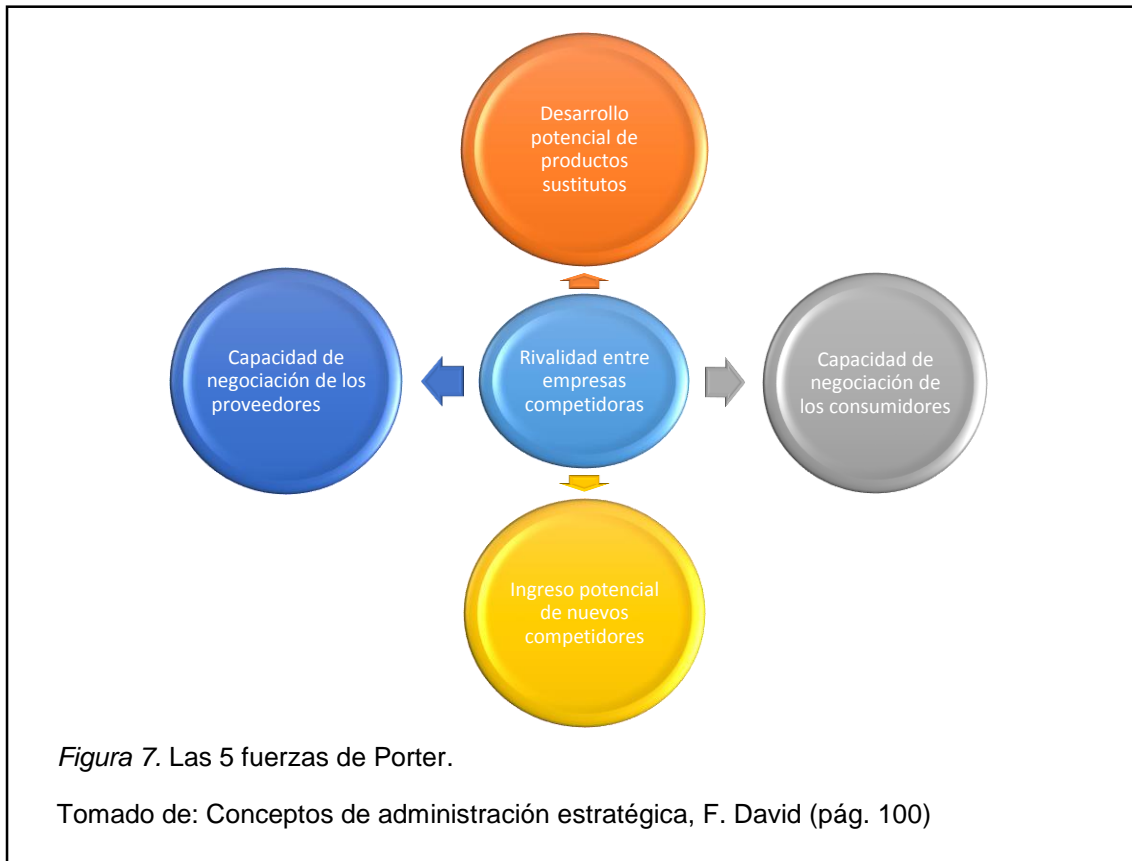 Desarrollo
potencial de
productos
sustitutos
Capacidad de
negociación de los
proveedores
Rivalidad entre
empresas
competidoras
Capacidad de
negociación de
los consumidores
Ingreso potencial
de nuevos
competidores
Figura 7. Las 5 fuerzas de Porter.
Tomado de: Conceptos de administración estratégica, F. David (pág. 100)